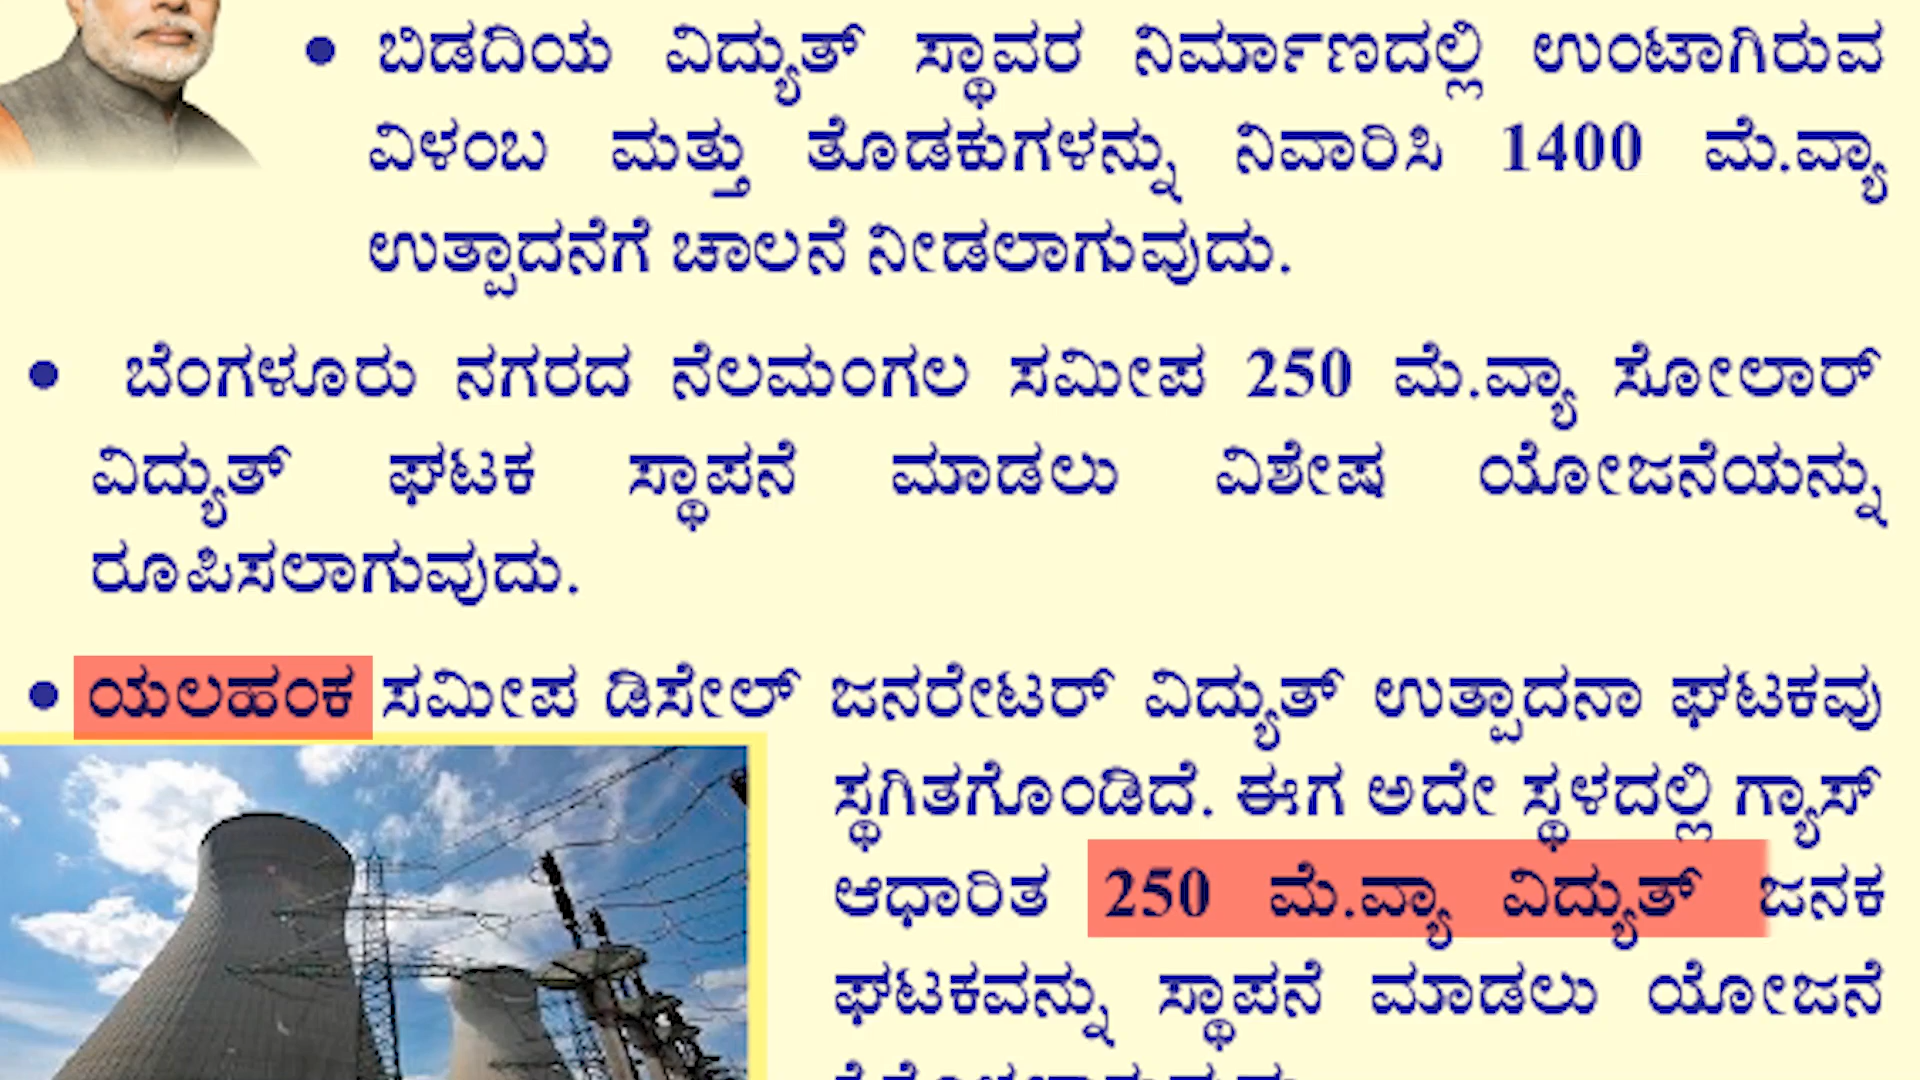 • ಬಿಡದಿಯ ವಿದ್ಯುತ್ ಸ್ಥಾವರ ನಿರ್ಮಾಣದಲ್ಲಿ ಉಂಟಾಗಿರುವ
ವಿಳಂಬ ಮತ್ತು ತೊಡಕುಗಳನ್ನು ನಿವಾರಿಸಿ 1400 ಮೆ.ವ್ಯಾ
ಉತ್ಪಾದನೆಗೆ ಚಾಲನೆ ನೀಡಲಾಗುವುದು.
• ಬೆಂಗಳೂರು ನಗರದ ನೆಲಮಂಗಲ ಸಮೀಪ 250 ಮೆ.ವ್ಯಾ ಸೋಲಾರ್
ವಿದ್ಯುತ್ ಘಟಕ ಸ್ಥಾಪನೆ ಮಾಡಲು ವಿಶೇಷ ಯೋಜನೆಯನ್ನು
ರೂಪಿಸಲಾಗುವುದು.
• ಯಲಹಂಕ ಸಮೀಪ ಡಿಸೇಲ್ ಜನರೇಟರ್ ವಿದ್ಯುತ್ ಉತ್ಪಾದನಾ ಘಟಕವು
ಸ್ಥಗಿತಗೊಂಡಿದೆ. ಈಗ ಅದೇ ಸ್ಥಳದಲ್ಲಿ ಗ್ಯಾಸ್
ಆಧಾರಿತ 250 ಮೆ.ವ್ಯಾ ವಿದ್ಯುತ್ ಜನಕ
ಘಟಕವನ್ನು ಸ್ಥಾಪನೆ ಮಾಡಲು ಯೋಜನೆ